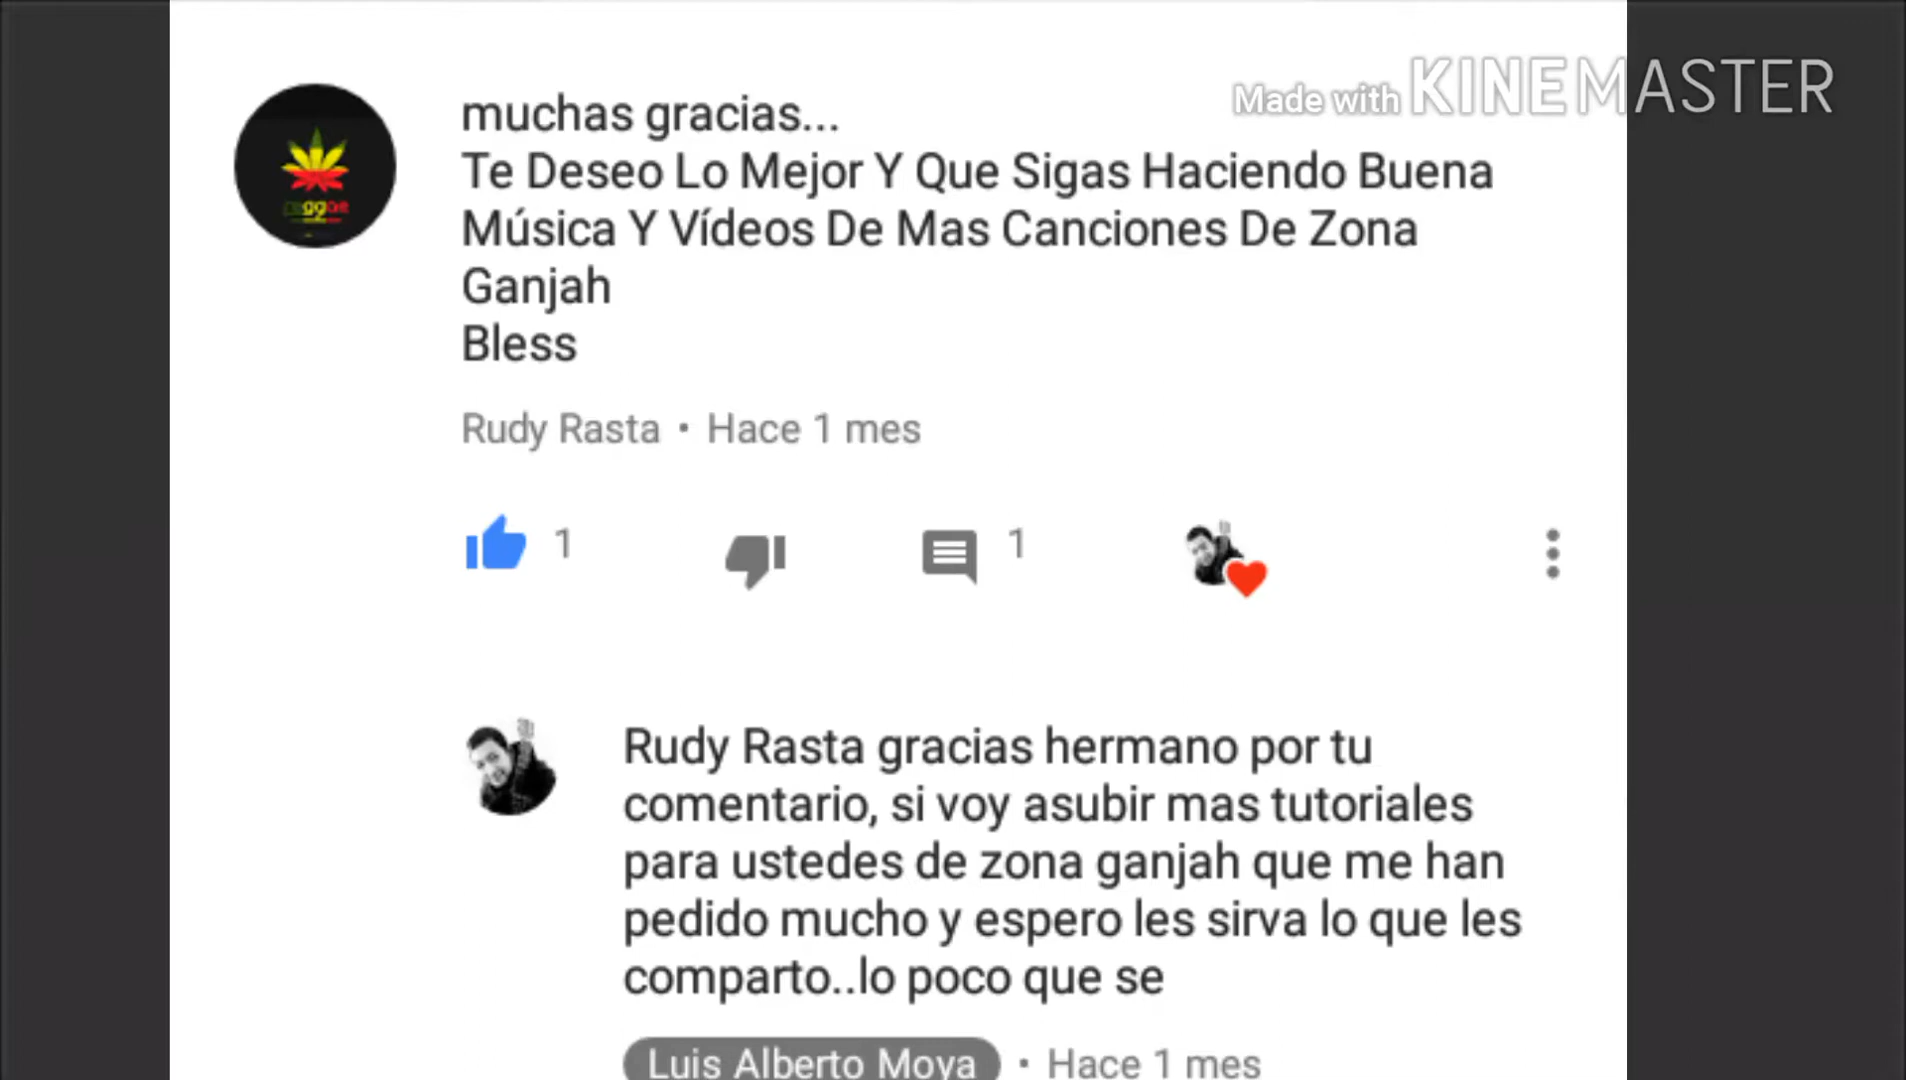 Made with KINEMASTER
muchas gracias...
Te Deseo Lo Mejor Y Que Sigas Haciendo Buena
Música Y Vídeos De Mas Canciones De Zona
Ganjah
Bless
reggae
Rudy Rasta • Hace 1 mes
1
1
Rudy Rasta gracias hermano por tu
comentario, si voy asubir mas tutoriales
para ustedes de zona ganjah que me han
pedido mucho y espero les sirva lo que les
comparto..lo poco que se
Luis Alberto Moya • Hace 1 mes